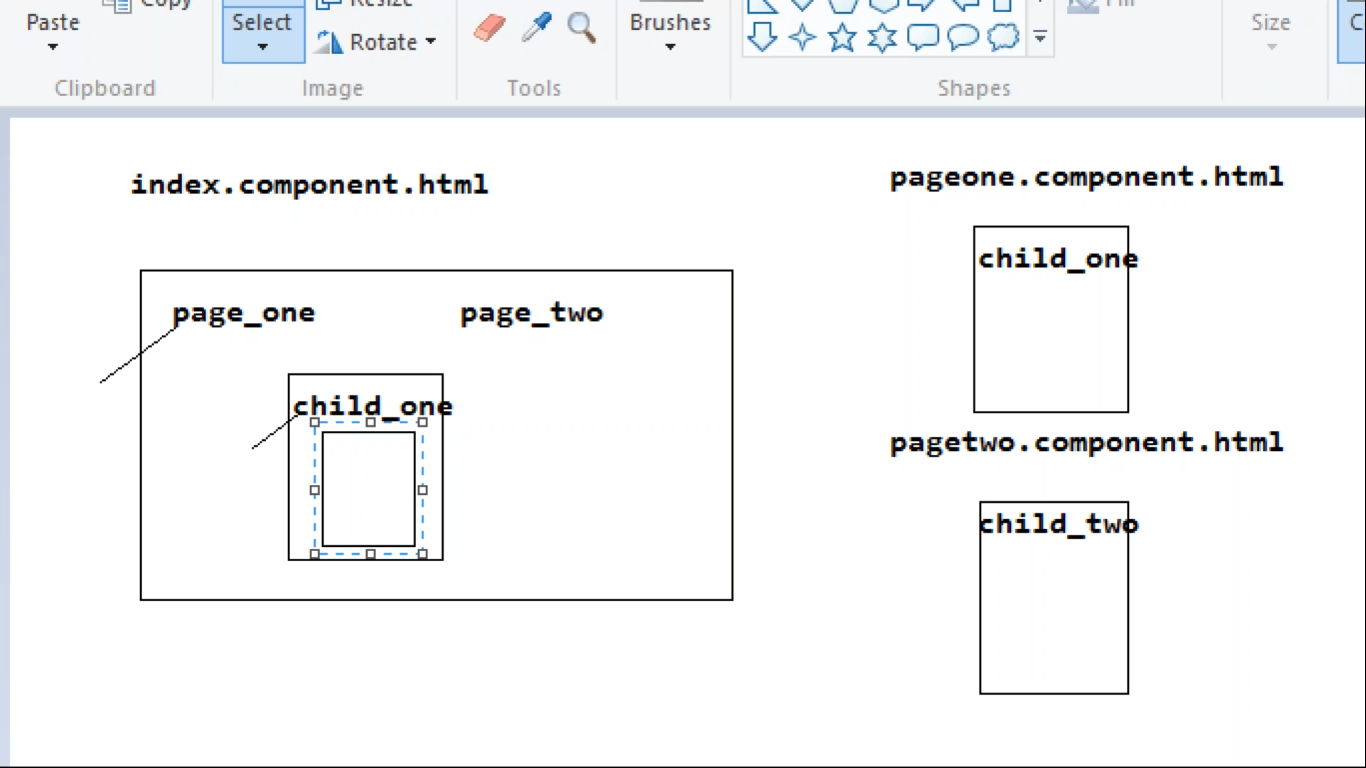 Copy
Resize
Paste
Select
Rotate
Brushes
Fill
Size
Clipboard
Image
Tools
Shapes
index.component.html
pageone.component.html
child_one
page_one
page_two
child_one
pagetwo.component.html
child_two